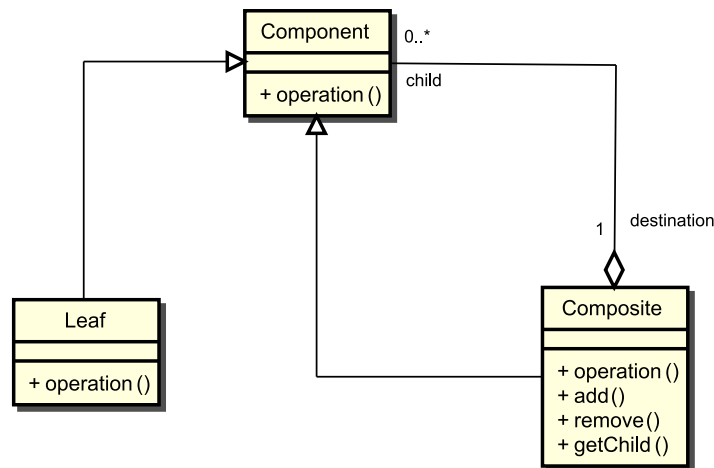 Component
+ operation ()
0..*
child
1
destination
Leaf
+ operation ()
Composite
+ operation ()
+ add ()
+ remove ()
+ getChild ()